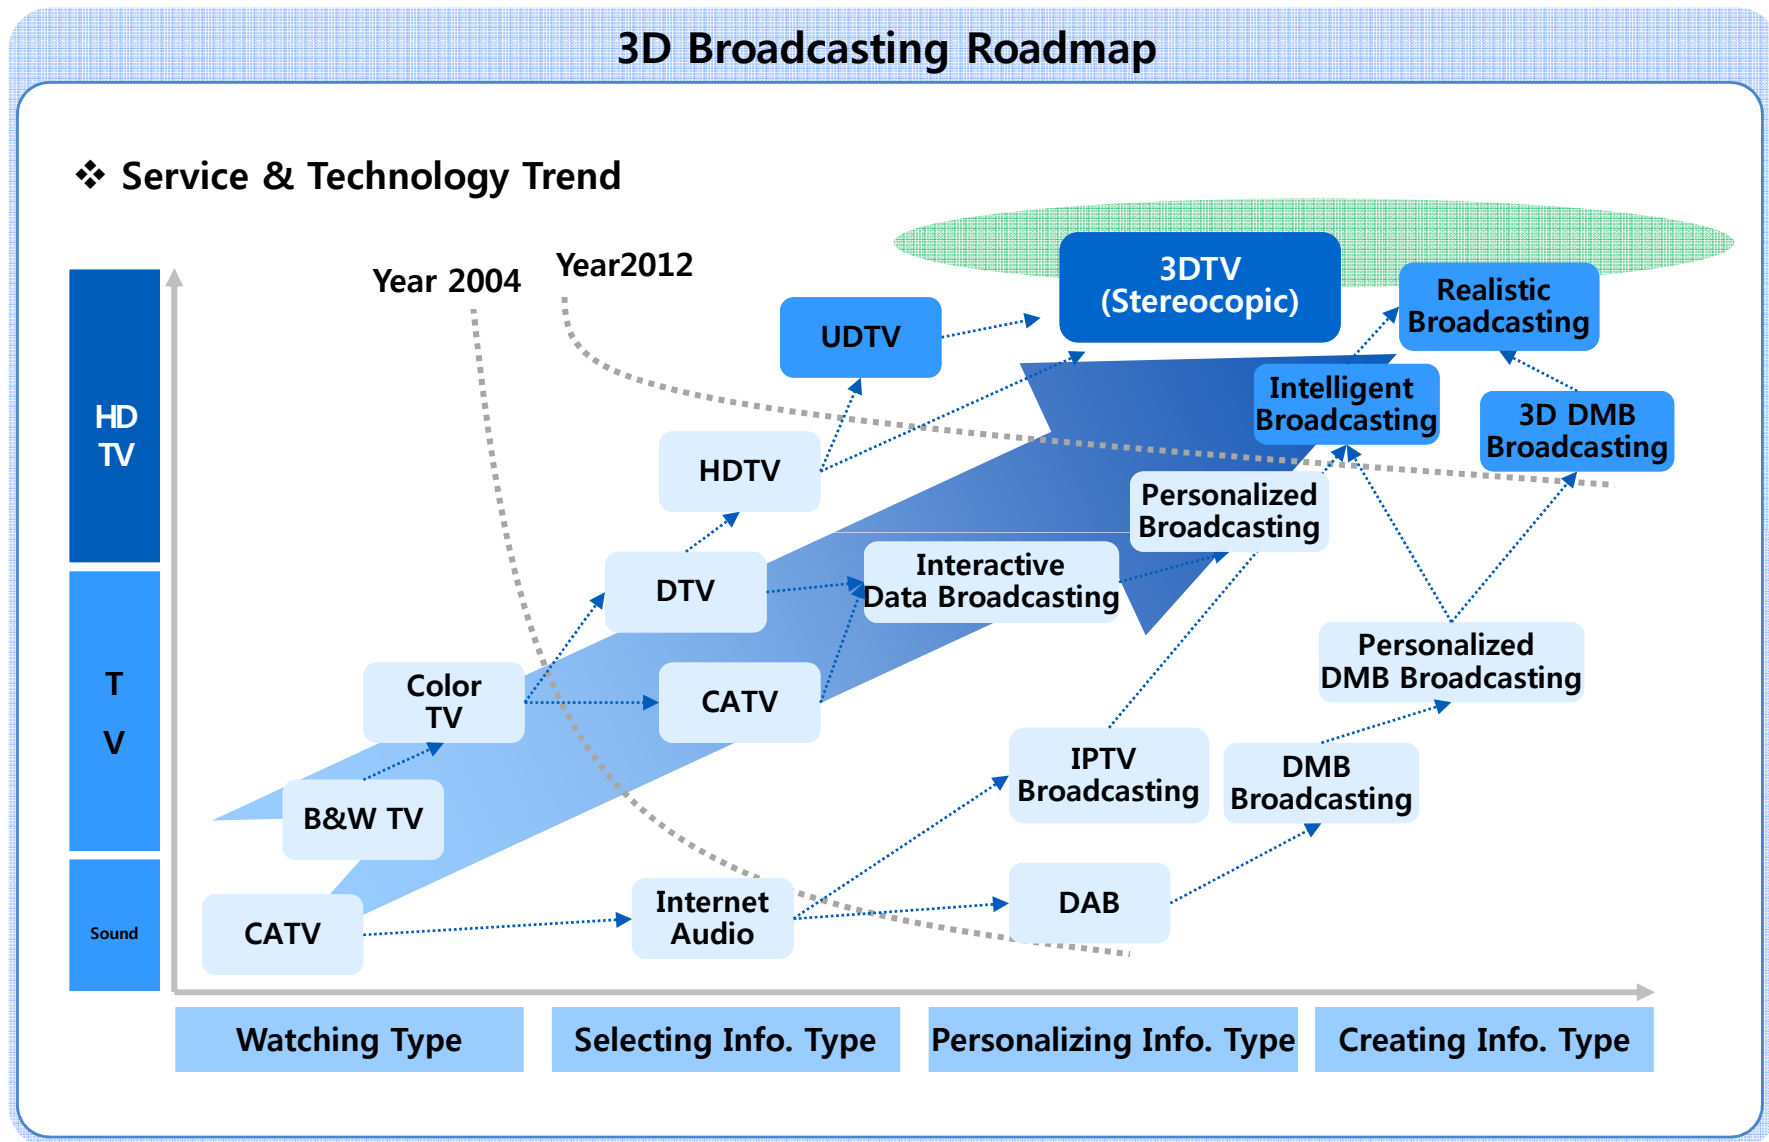 3D Broadcasting Roadmap
❖ Service & Technology Trend
Year 2004
Year2012
3DTV
(Stereocopic)
Realistic
Broadcasting
UDTV
Intelligent
Broadcasting
3D DMB
Broadcasting
HD
TV
HDTV
Personalized
Broadcasting
DTV
Interactive
Data Broadcasting
Personalized
DMB Broadcasting
T
V
Color
TV
CATV
IPTV
Broadcasting
DMB
Broadcasting
B&W TV
Sound
CATV
Internet
Audio
DAB
Watching Type
Selecting Info. Type
Personalizing Info. Type
Creating Info. Type